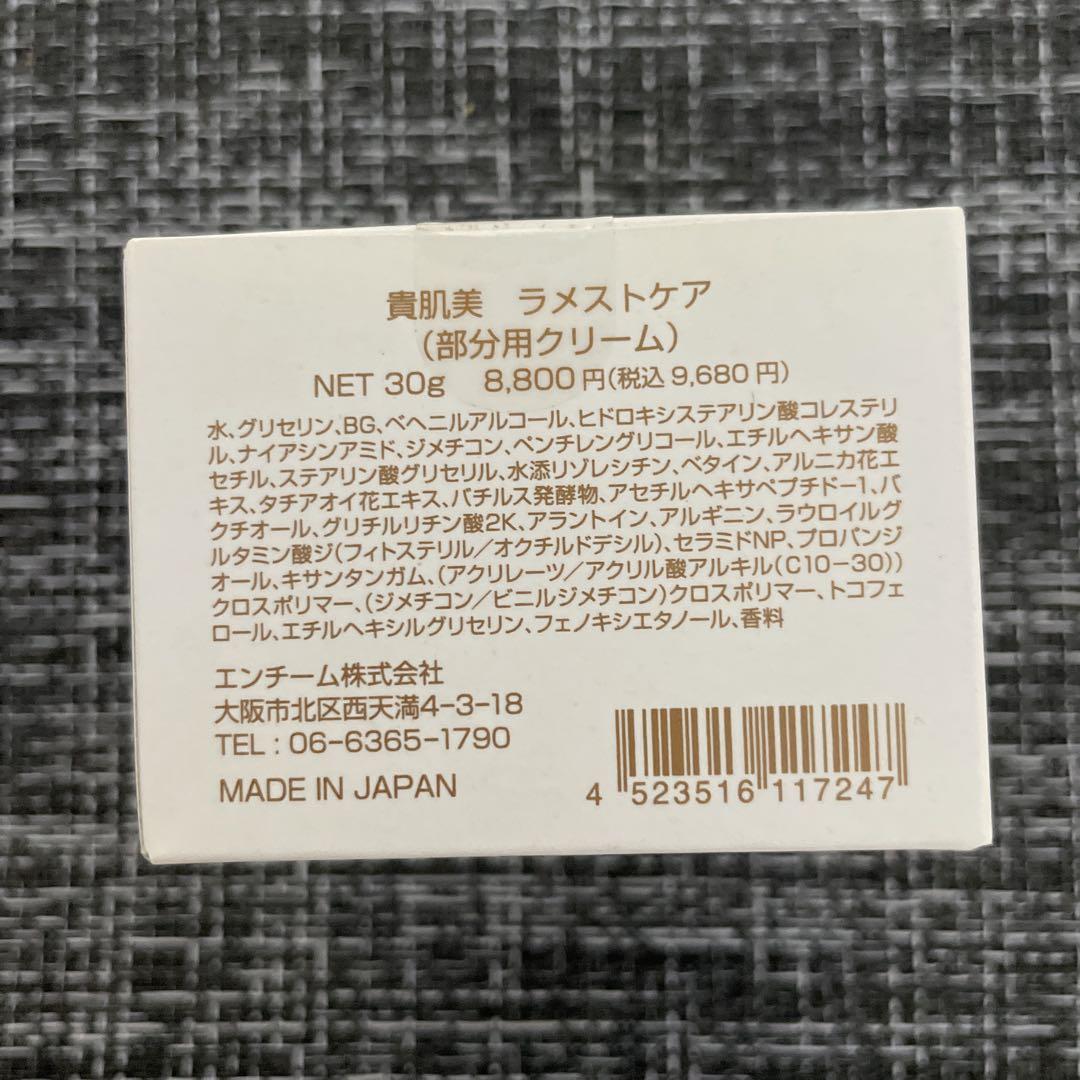 貴肌美 ラメストケア
(部分用クリーム)
NET 30g 8,800円(税込9,680円)
水、グリセリン、BG、ベヘニルアルコール、ヒドロキシステアリン酸コレステリ
ル、ナイアシンアミド、ジメチコン、ペンチレングリコール、エチルヘキサン酸
セチル、ステアリン酸グリセリル、水添リゾレシチン、ベタイン、アルニカ花エ
キス、タチアオイ花エキス、バチルス発酵物、アセチルヘキサペプチド-1、バ
クチオール、グリチルリチン酸2K、アラントイン、アルギニン、ラウロイルグ
ルタミン酸ジ(フィトステリル/オクチルドデシル)、セラミドNP、プロパンジ
オール、キサンタンガム、(アクリレーツ/アクリル酸アルキル(C10-30))
クロスポリマー、(ジメチコン/ビニルジメチコン)クロスポリマー、トコフェ
ロール、エチルヘキシルグリセリン、フェノキシエタノール、香料
エンチーム株式会社
大阪市北区西天満4-3-18
TEL : 06-6365-1790
MADE IN JAPAN
4 523516 117247